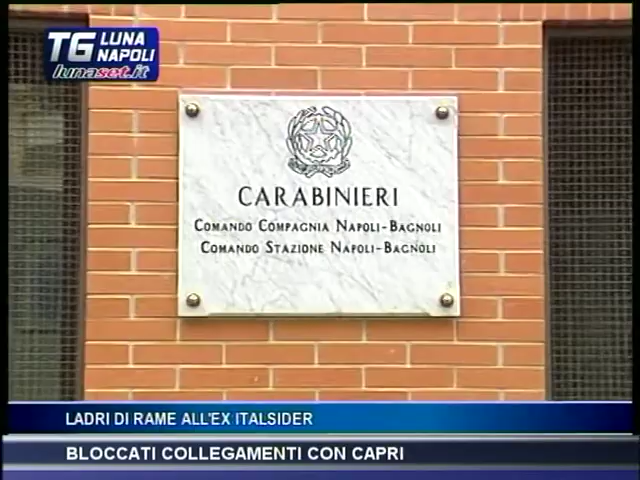 TG LUNA
NAPOLI
lunaset.it
CARABINIERI
COMANDO COMPAGNIA NAPOLI-BAGNOLI
COMANDO STAZIONE NAPOLI-BAGNOLI
LADRI DI RAME ALL'EX ITALSIDER
BLOCCATI COLLEGAMENTI CON CAPRI